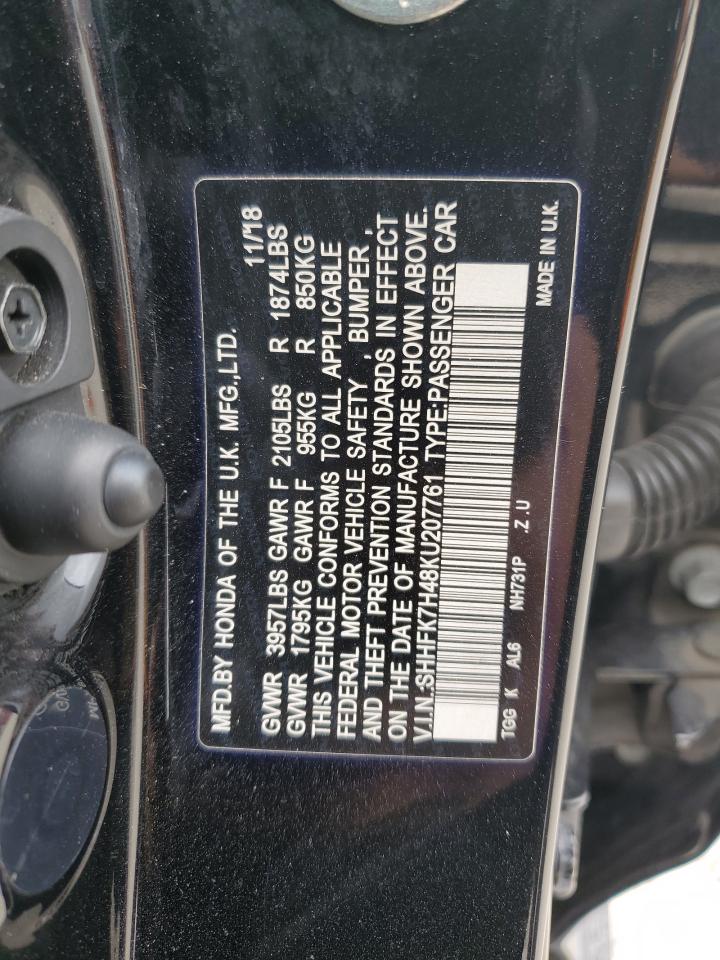 MFD.BY HONDA OF THE U.K. MFG.,LTD. 11/18
GVWR 3957LBS GAWR F 2105LBS R 1874LBS
GVWR 1795KG GAWR F 955KG R 850KG
THIS VEHICLE CONFORMS TO ALL APPLICABLE
FEDERAL MOTOR VEHICLE SAFETY , BUMPER ,
AND THEFT PREVENTION STANDARDS IN EFFECT
ON THE DATE OF MANUFACTURE SHOWN ABOVE.
V.I.N.:SHHFK7H48KU207761 TYPE:PASSENGER CAR
TGG K AL6 NH731P .Z .U MADE IN U.K.